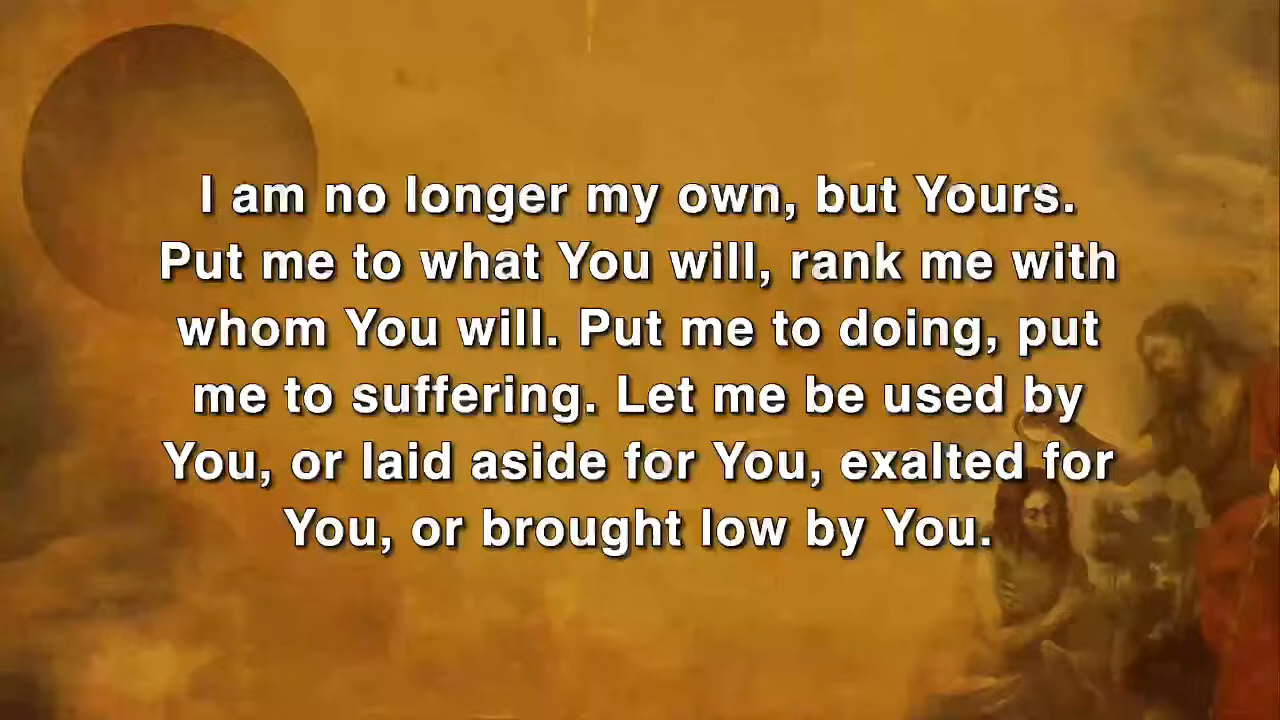 I am no longer my own, but Yours.
Put me to what You will, rank me with
whom You will. Put me to doing, put
me to suffering. Let me be used by
You, or laid aside for You, exalted for
You, or brought low by You.